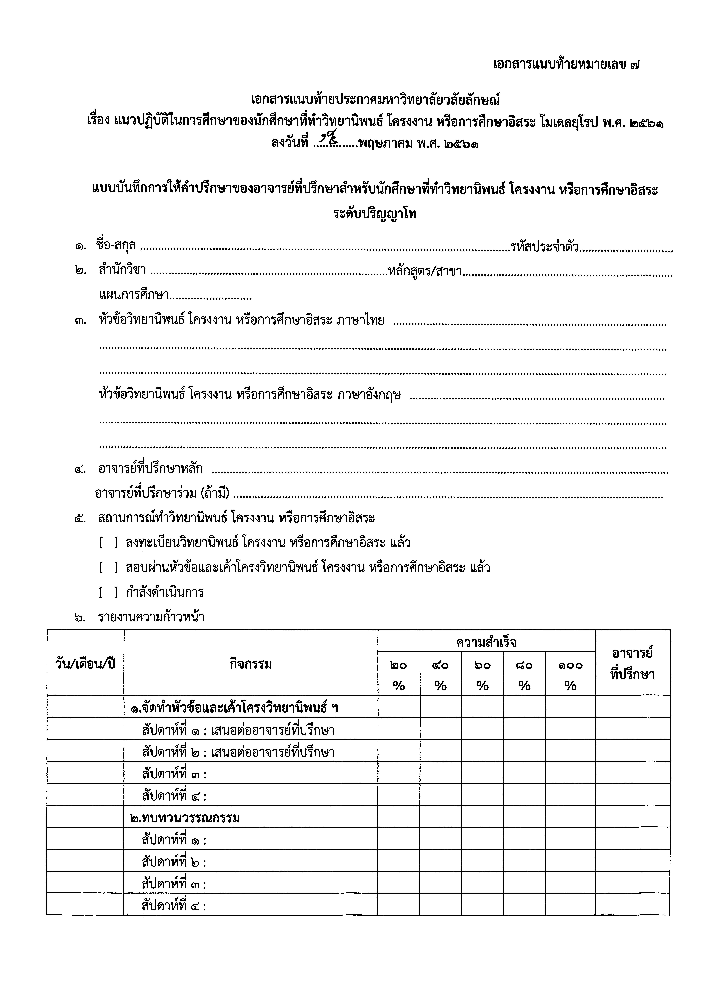 เอกสารแนบท้ายหมายเลข ๗
เอกสารแนบท้ายประกาศมหาวิทยาลัยวลัยลักษณ์
เรื่อง แนวปฏิบัติในการศึกษาของนักศึกษาที่ทำวิทยานิพนธ์ โครงงาน หรือการศึกษาอิสระ โมเดลยุโรป พ.ศ. ๒๕๖๑
ลงวันที่ ..............พฤษภาคม พ.ศ. ๒๕๖๑
แบบบันทึกการให้คำปรึกษาของอาจารย์ที่ปรึกษาสำหรับนักศึกษาที่ทำวิทยานิพนธ์ โครงงาน หรือการศึกษาอิสระ
ระดับปริญญาโท
๑. ชื่อ-สกุล ........................................รหัสประจำตัว..............................
๒. สำนักวิชา ........................................หลักสูตร/สาขา........................................
แผนการศึกษา..........................
๓. หัวข้อวิทยานิพนธ์ โครงงาน หรือการศึกษาอิสระ ภาษาไทย ........................................
หัวข้อวิทยานิพนธ์ โครงงาน หรือการศึกษาอิสระ ภาษาอังกฤษ ........................................
๔. อาจารย์ที่ปรึกษาหลัก ........................................
อาจารย์ที่ปรึกษาร่วม (ถ้ามี) ........................................
๕. สถานการณ์ทำวิทยานิพนธ์ โครงงาน หรือการศึกษาอิสระ
[ ] ลงทะเบียนวิทยานิพนธ์ โครงงาน หรือการศึกษาอิสระ แล้ว
[ ] สอบผ่านหัวข้อและเค้าโครงวิทยานิพนธ์ โครงงาน หรือการศึกษาอิสระ แล้ว
[ ] กำลังดำเนินการ
๖. รายงานความก้าวหน้า
วัน/เดือน/ปี กิจกรรม ความสำเร็จ อาจารย์ที่ปรึกษา
๒๐ % ๔๐ % ๖๐ % ๘๐ % ๑๐๐ %
๑.จัดทำหัวข้อและเค้าโครงวิทยานิพนธ์ ฯ
สัปดาห์ที่ ๑ : เสนอต่ออาจารย์ที่ปรึกษา
สัปดาห์ที่ ๒ : เสนอต่ออาจารย์ที่ปรึกษา
สัปดาห์ที่ ๓ :
สัปดาห์ที่ ๔ :
๒.ทบทวนวรรณกรรม
สัปดาห์ที่ ๑ :
สัปดาห์ที่ ๒ :
สัปดาห์ที่ ๓ :
สัปดาห์ที่ ๔ :